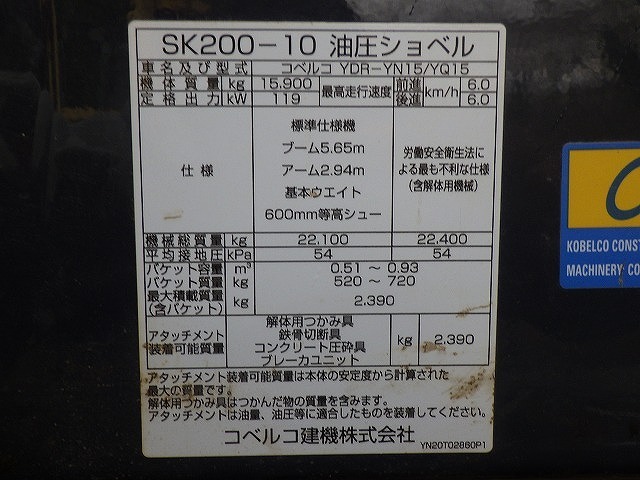 SK200-10 油圧ショベル
車名及び型式 コベルコ YDR-YN15/YQ15
機体質量 kg 15.900 最高走行速度 前進 km/h 6.0
定格出力 kW 119 後進 6.0
仕様
標準仕様機
ブーム5.65m
アーム2.94m
基本ウエイト
600mm等高シュー
労働安全衛生法に
よる最も不利な仕様
(含解体用機械)
機械総質量 kg 22.100 22.400
平均接地圧 kPa 54 54
バケット容量 m³ 0.51 ~ 0.93
バケット質量 kg 520 ~ 720
最大積載質量
(含バケット) kg 2.390
アタッチメント
装着可能質量
解体用つかみ具
鉄骨切断具
コンクリート圧砕具
ブレーカユニット
kg 2.390
アタッチメント装着可能質量は本体の安定度から計算された
最大の質量です。
解体用つかみ具はつかんだ物の質量を含みます。
アタッチメントは油量、油圧等に適合したものを装着してください。
コベルコ建機株式会社
YN20T02860P1
KOBELCO CONS
MACHINERY CO